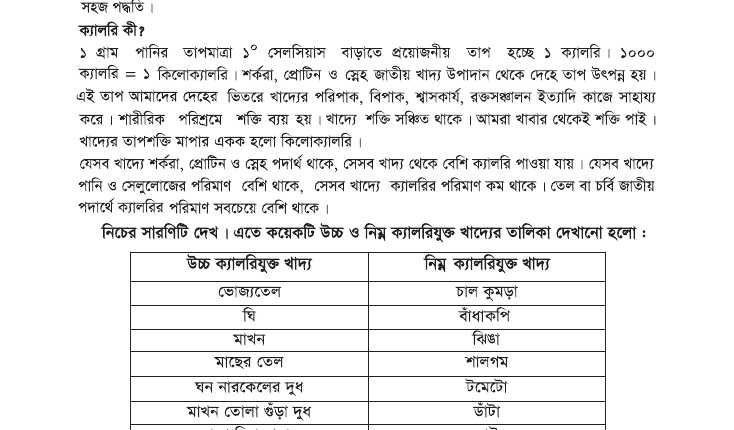 সহজ পদ্ধতি।
ক্যালরি কী?
১ গ্রাম পানির তাপমাত্রা ১° সেলসিয়াস বাড়াতে প্রয়োজনীয় তাপ হচ্ছে ১ ক্যালরি। ১০০০
ক্যালরি = ১ কিলোক্যালরি। শর্করা, প্রোটিন ও স্নেহ জাতীয় খাদ্য উপাদান থেকে দেহে তাপ উৎপন্ন হয়।
এই তাপ আমাদের দেহের ভিতরে খাদ্যের পরিপাক, বিপাক, শ্বাসকার্য, রক্তসঞ্চালন ইত্যাদি কাজে সাহায্য
করে। শারীরিক পরিশ্রমে শক্তি ব্যয় হয়। খাদ্যে শক্তি সঞ্চিত থাকে। আমরা খাবার থেকেই শক্তি পাই।
খাদ্যের তাপশক্তি মাপার একক হলো কিলোক্যালরি।
যেসব খাদ্যে শর্করা, প্রোটিন ও স্নেহ পদার্থ থাকে, সেসব খাদ্য থেকে বেশি ক্যালরি পাওয়া যায়। যেসব খাদ্যে
পানি ও সেলুলোজের পরিমাণ বেশি থাকে, সেসব খাদ্যে ক্যালরির পরিমাণ কম থাকে। তেল বা চর্বি জাতীয়
পদার্থে ক্যালরির পরিমাণ সবচেয়ে বেশি থাকে।
নিচের সারণিটি দেখ। এতে কয়েকটি উচ্চ ও নিম্ন ক্যালরিযুক্ত খাদ্যের তালিকা দেখানো হলো :
উচ্চ ক্যালরিযুক্ত খাদ্য নিম্ন ক্যালরিযুক্ত খাদ্য
ভোজ্যতেল চাল কুমড়া
ঘি বাঁধাকপি
মাখন ঝিঙা
মাছের তেল শালগম
ঘন নারকেলের দুধ টমেটো
মাখন তোলা গুঁড়া দুধ ডাঁটা